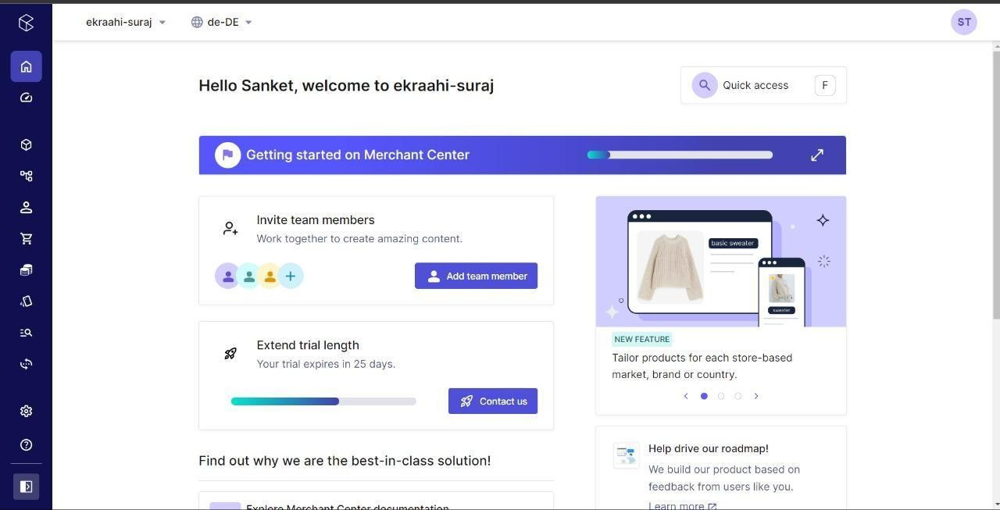 ekraahi-suraj
de-DE
ST
Hello Sanket, welcome to ekraahi-suraj
Quick access
F
Getting started on Merchant Center
Invite team members
Work together to create amazing content.
Add team member
Extend trial length
Your trial expires in 25 days.
Contact us
basic sweater
sweater
NEW FEATURE
Tailor products for each store-based
market, brand or country.
Find out why we are the best-in-class solution!
Explore Merchant Center documentation
Help drive our roadmap!
We build our product based on
feedback from users like you.
Learn more